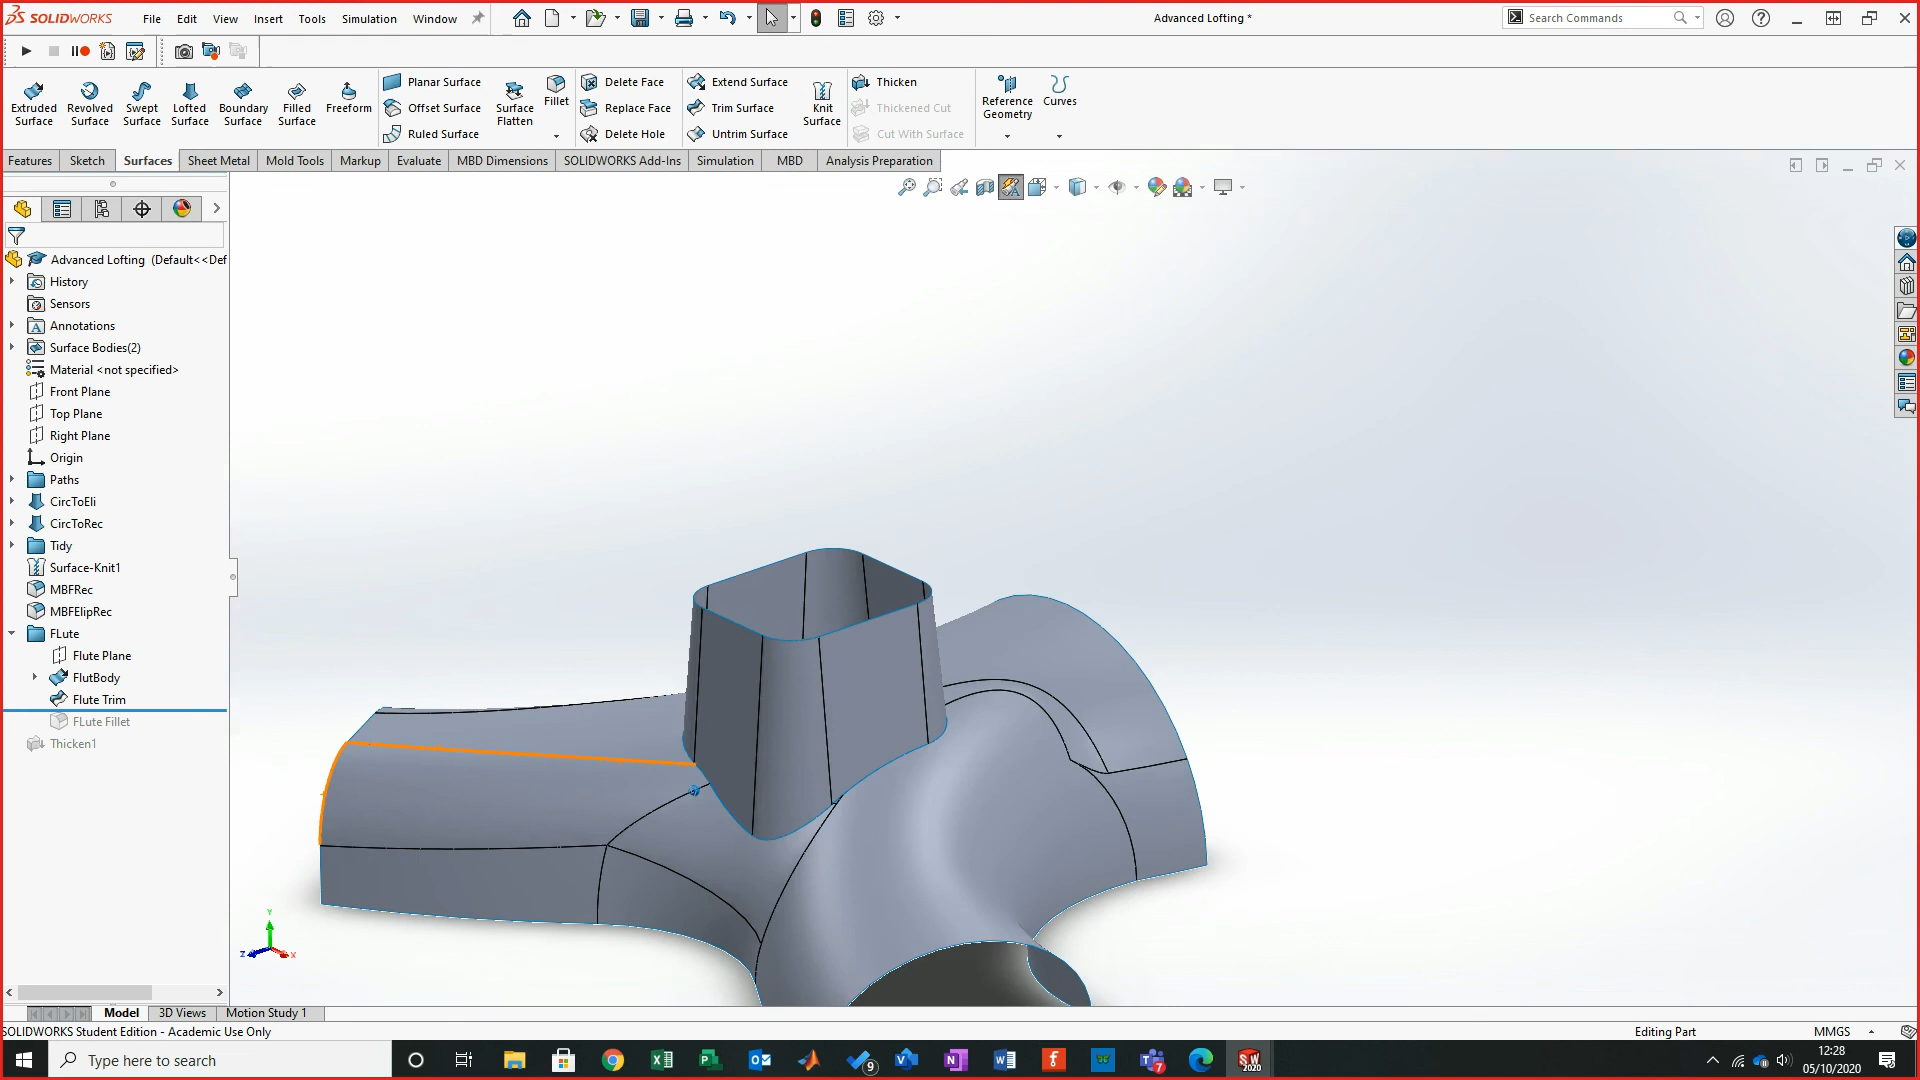 SOLIDWORKS File Edit View Insert Tools Simulation Window Advanced Lofting * Search Commands
Extruded Surface
Revolved Surface
Swept Surface
Lofted Surface
Boundary Surface
Filled Surface
Freeform
Planar Surface
Offset Surface
Ruled Surface
Surface Flatten
Fillet
Delete Face
Replace Face
Delete Hole
Extend Surface
Trim Surface
Untrim Surface
Knit Surface
Thicken
Thickened Cut
Cut With Surface
Reference Geometry
Curves
Features Sketch Surfaces Sheet Metal Mold Tools Markup Evaluate MBD Dimensions SOLIDWORKS Add-Ins Simulation MBD Analysis Preparation
Advanced Lofting (Default<<Def
History
Sensors
Annotations
Surface Bodies(2)
Material <not specified>
Front Plane
Top Plane
Right Plane
Origin
Paths
CircToEli
CircToRec
Tidy
Surface-Knit1
MBFRec
MBFElipRec
FLute
Flute Plane
FlutBody
Flute Trim
FLute Fillet
Thicken1
Y
Z
X
Model 3D Views Motion Study 1
SOLIDWORKS Student Edition - Academic Use Only Editing Part MMGS
Type here to search
9
7
SW 2020
12:28
05/10/2020